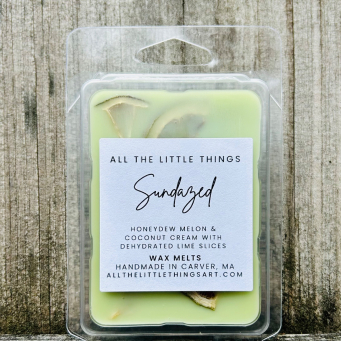 ALL THE LITTLE THINGS
Sundazed
HONEYDEW MELON &
COCONUT CREAM WITH
DEHYDRATED LIME SLICES
WAX MELTS
HANDMADE IN CARVER, MA
ALLTHELITTLETHINGSART.COM